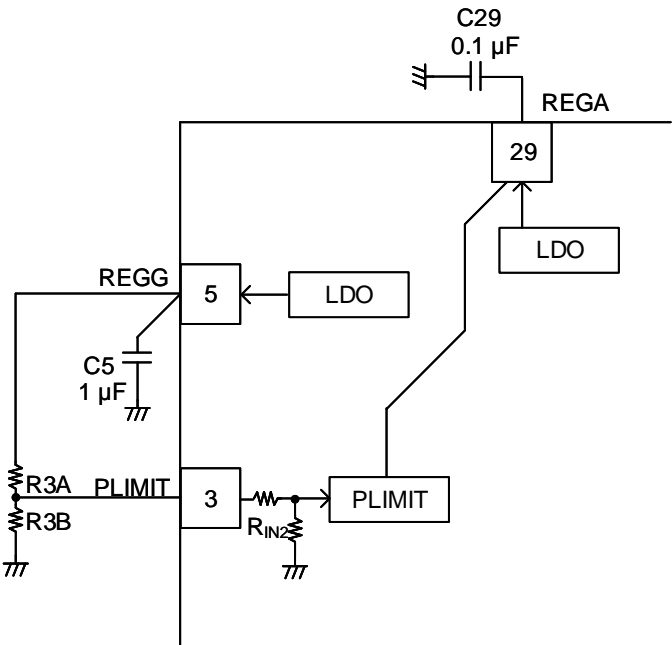 C29
0.1 µF
REGA
29
LDO
REGG
5
LDO
C5
1 µF
R3A
PLIMIT
3
PLIMIT
R3B
RIN2